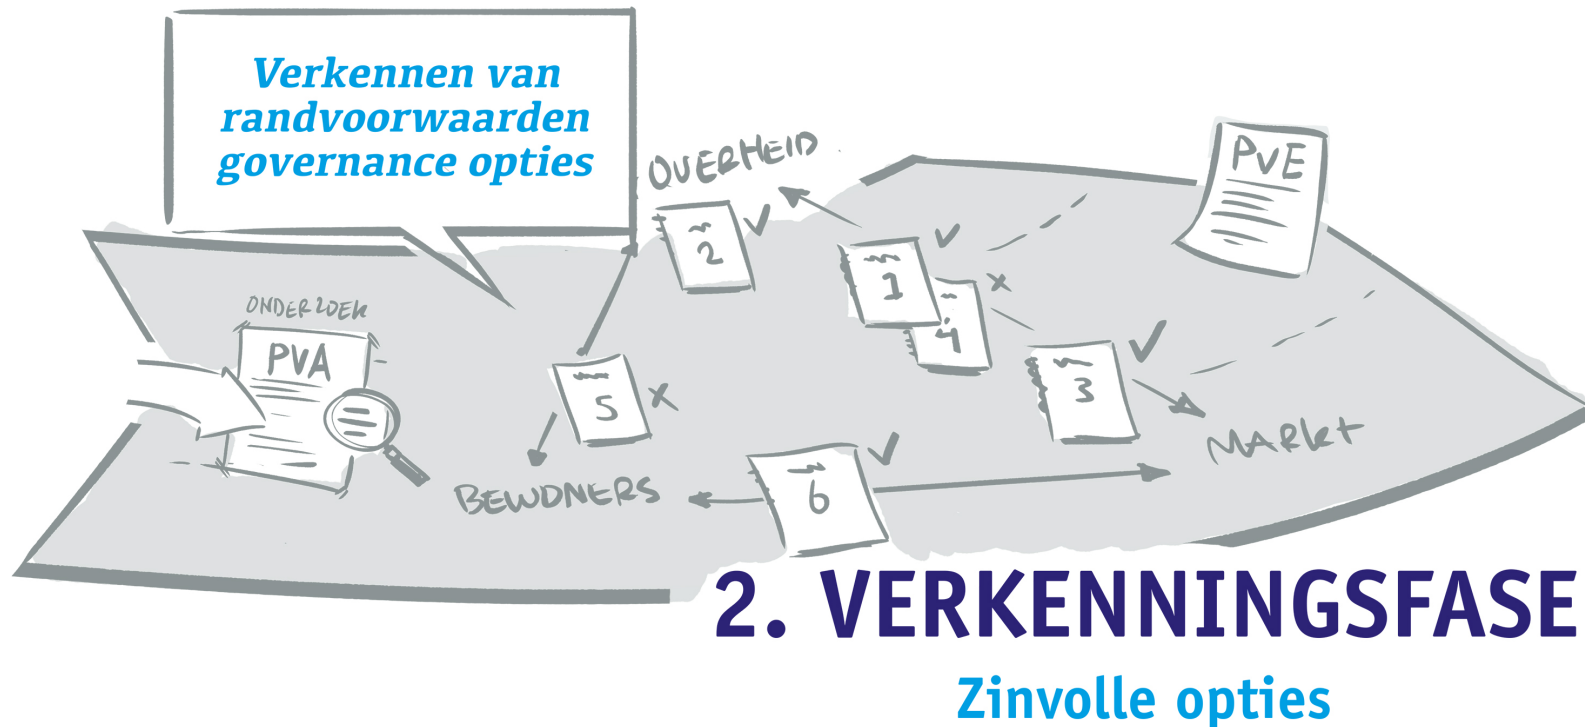 Verkennen van
randvoorwaarden
governance opties
OVERHEID
PVE
2
1
4
ONDERZOEK
PVA
5
3
MARKT
BEWONERS
6
2. VERKENNINGSFASE
Zinvolle opties